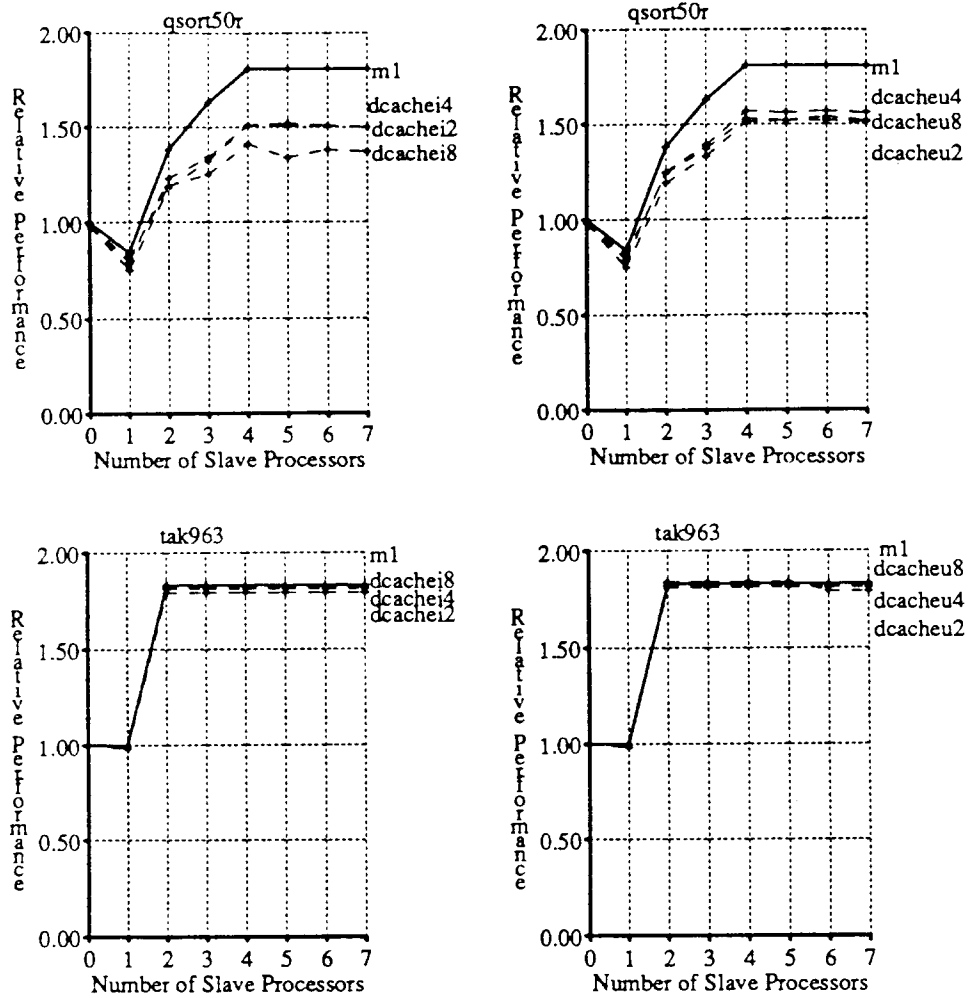 qsort50r
2.00
1.50
1.00
0.50
0.00
Relative Performance
m1
dcachei4
dcachei2
dcachei8
0 1 2 3 4 5 6 7
Number of Slave Processors
qsort50r
2.00
1.50
1.00
0.50
0.00
Relative Performance
m1
dcacheu4
dcacheu8
dcacheu2
0 1 2 3 4 5 6 7
Number of Slave Processors
tak963
2.00
1.50
1.00
0.50
0.00
Relative Performance
m1
dcachei8
dcachei4
dcachei2
0 1 2 3 4 5 6 7
Number of Slave Processors
tak963
2.00
1.50
1.00
0.50
0.00
Relative Performance
m1
dcacheu8
dcacheu4
dcacheu2
0 1 2 3 4 5 6 7
Number of Slave Processors